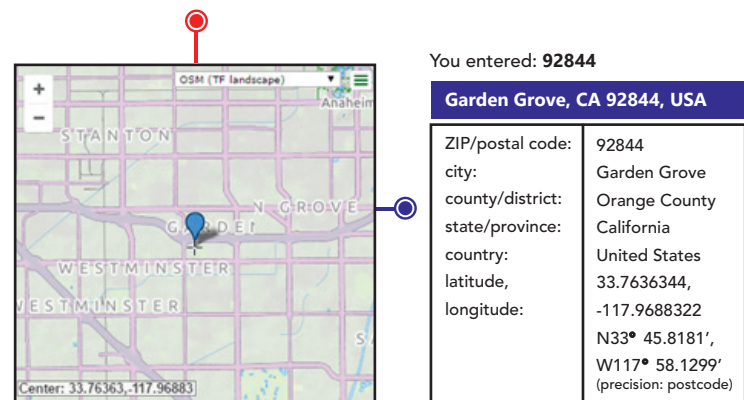 +
OSM (TF landscape)
−
Anaheim
STANTON
N GROVE
GARDEN
WESTMINSTER
WESTMINSTER
Center: 33.76363,-117.96883
You entered: 92844
Garden Grove, CA 92844, USA
ZIP/postal code: 92844
city: Garden Grove
county/district: Orange County
state/province: California
country: United States
latitude, 33.7636344,
longitude: -117.9688322
N33° 45.8181’,
W117° 58.1299’
(precision: postcode)